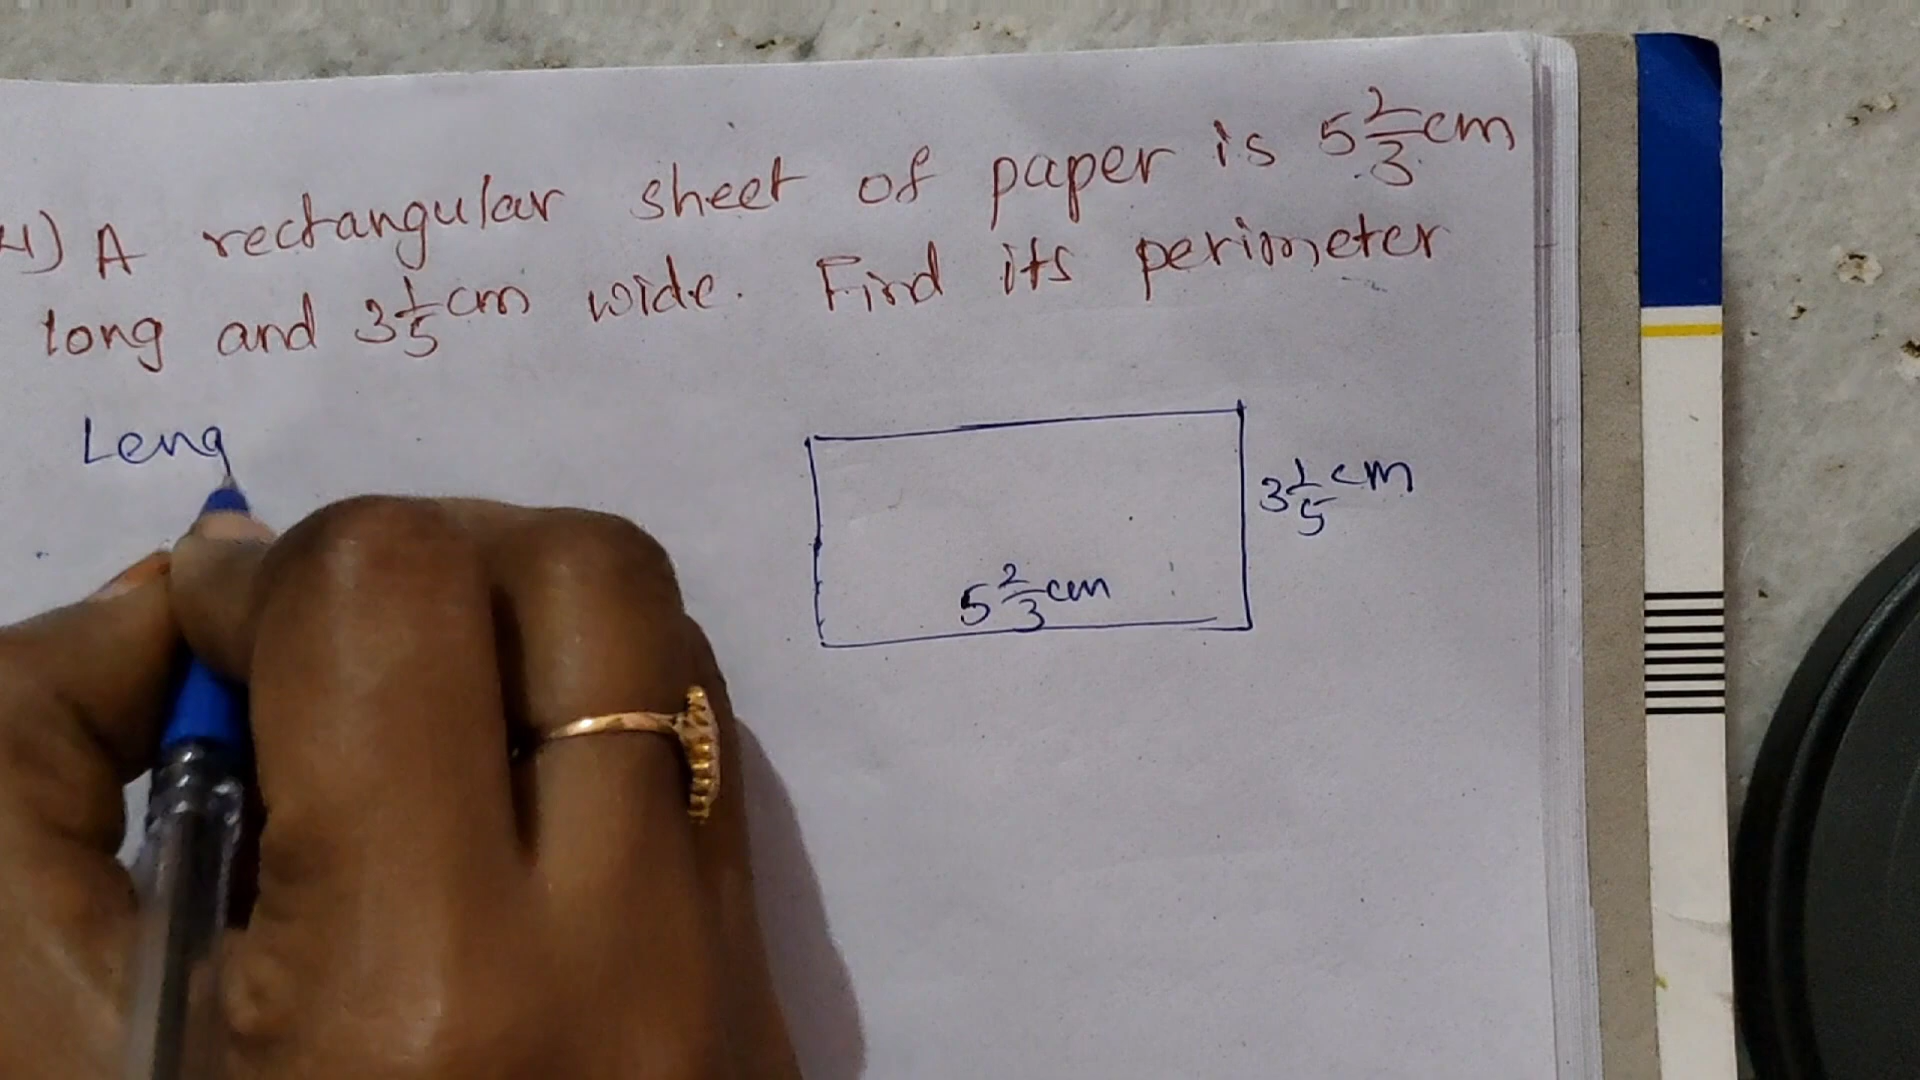 4) A rectangular sheet of paper is 5 2/3 cm
long and 3 1/5 cm wide. Find its perimeter
Leng
3 1/5 cm
5 2/3 cm